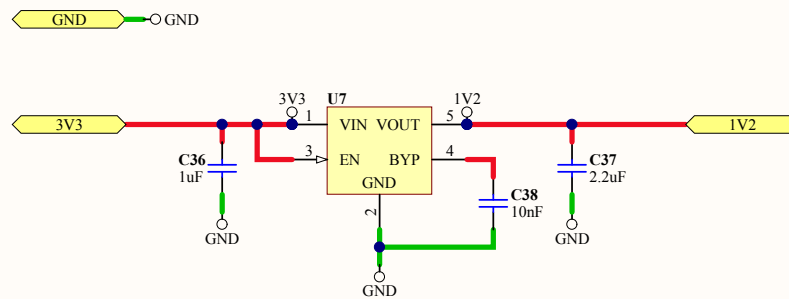 GND
GND
3V3
1V2
U7
3V3
1
VIN
VOUT
5
1V2
C36
1uF
3
EN
BYP
4
C37
2.2uF
GND
2
C38
10nF
GND
GND
GND